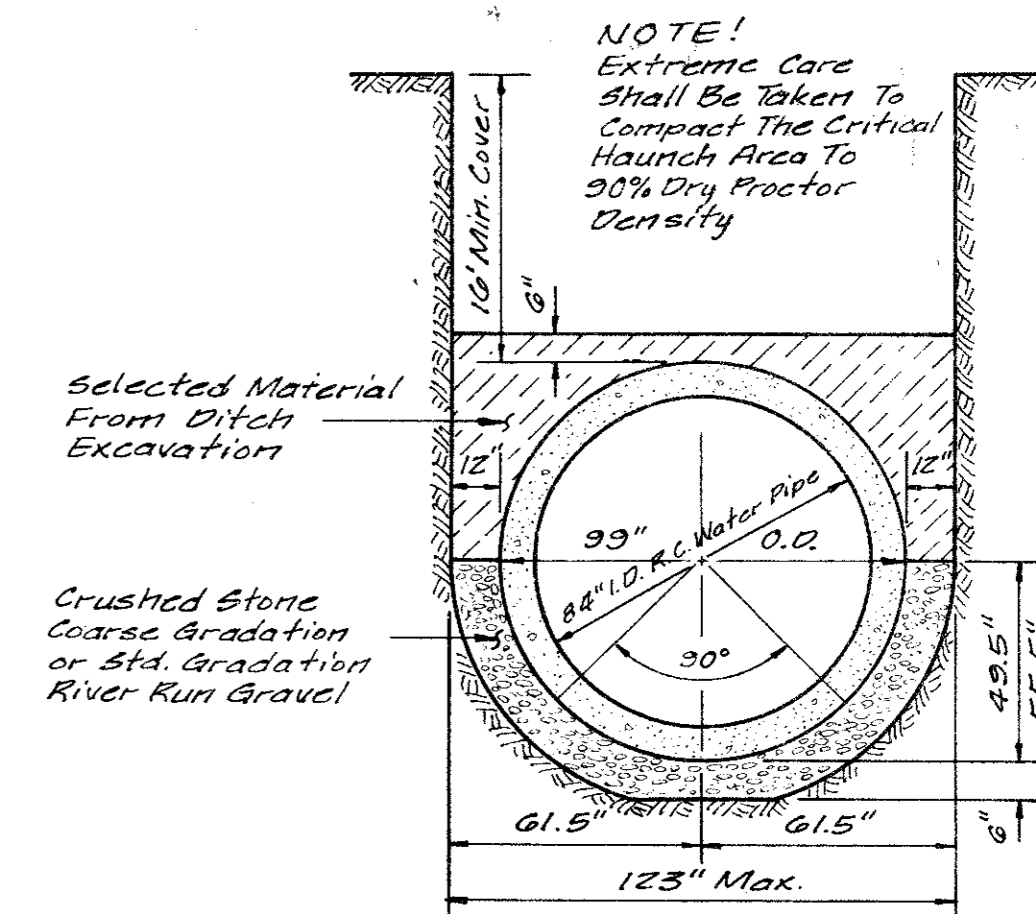 NOTE!
Extreme Care
Shall Be Taken To
Compact The Critical
Haunch Area To
90% Dry Proctor
Density
16' Min. Cover
6"
Selected Material
From Ditch
Excavation
12"
12"
99"
O.D.
84" I.D. R.C. Water Pipe
90°
Crushed Stone
Coarse Gradation
or Std. Gradation
River Run Gravel
49.5"
55.5"
6"
61.5"
61.5"
123" Max.